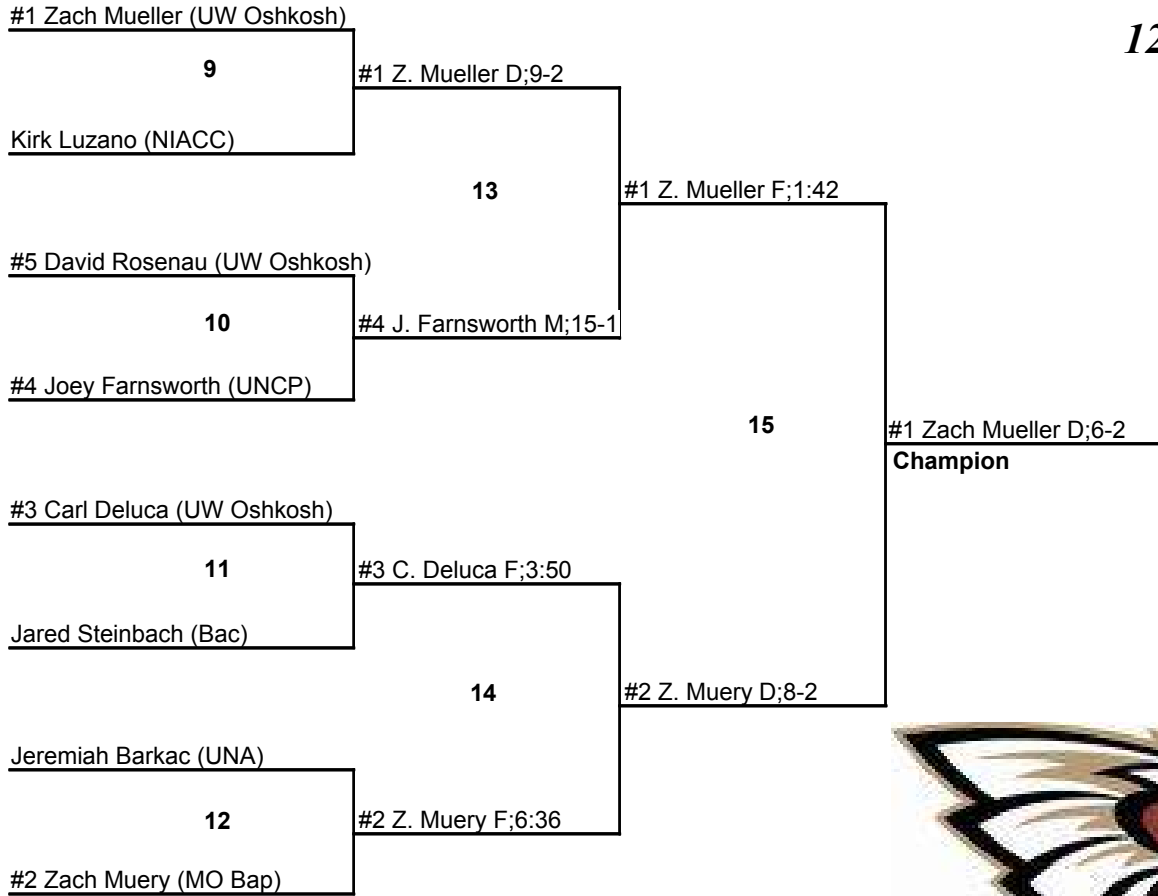 #1 Zach Mueller (UW Oshkosh)
12
9
#1 Z. Mueller D;9-2
Kirk Luzano (NIACC)
13
#1 Z. Mueller F;1:42
#5 David Rosenau (UW Oshkosh)
10
#4 J. Farnsworth M;15-1
#4 Joey Farnsworth (UNCP)
15
#1 Zach Mueller D;6-2
Champion
#3 Carl Deluca (UW Oshkosh)
11
#3 C. Deluca F;3:50
Jared Steinbach (Bac)
14
#2 Z. Muery D;8-2
Jeremiah Barkac (UNA)
12
#2 Z. Muery F;6:36
#2 Zach Muery (MO Bap)